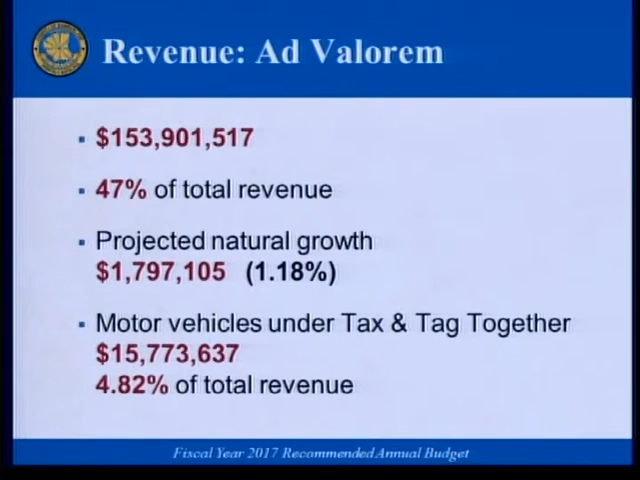 Revenue: Ad Valorem
$153,901,517
47% of total revenue
Projected natural growth
$1,797,105 (1.18%)
Motor vehicles under Tax & Tag Together
$15,773,637
4.82% of total revenue
Fiscal Year 2017 Recommended Annual Budget